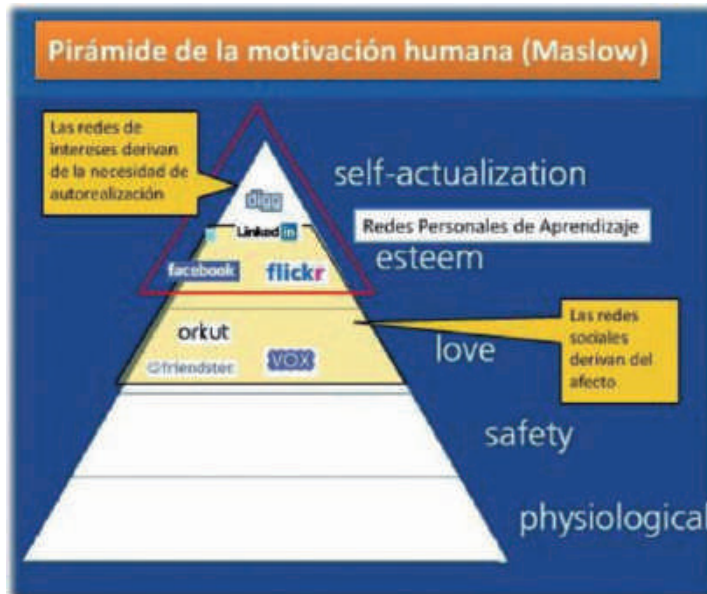 Pirámide de la motivación humana (Maslow)
Las redes de
intereses derivan
de la necesidad de
autorealización
self-actualization
digg
Linked in
Redes Personales de Aprendizaje
esteem
facebook
flickr
orkut
Las redes
sociales
derivan del
afecto
love
friendster
VOX
safety
physiological